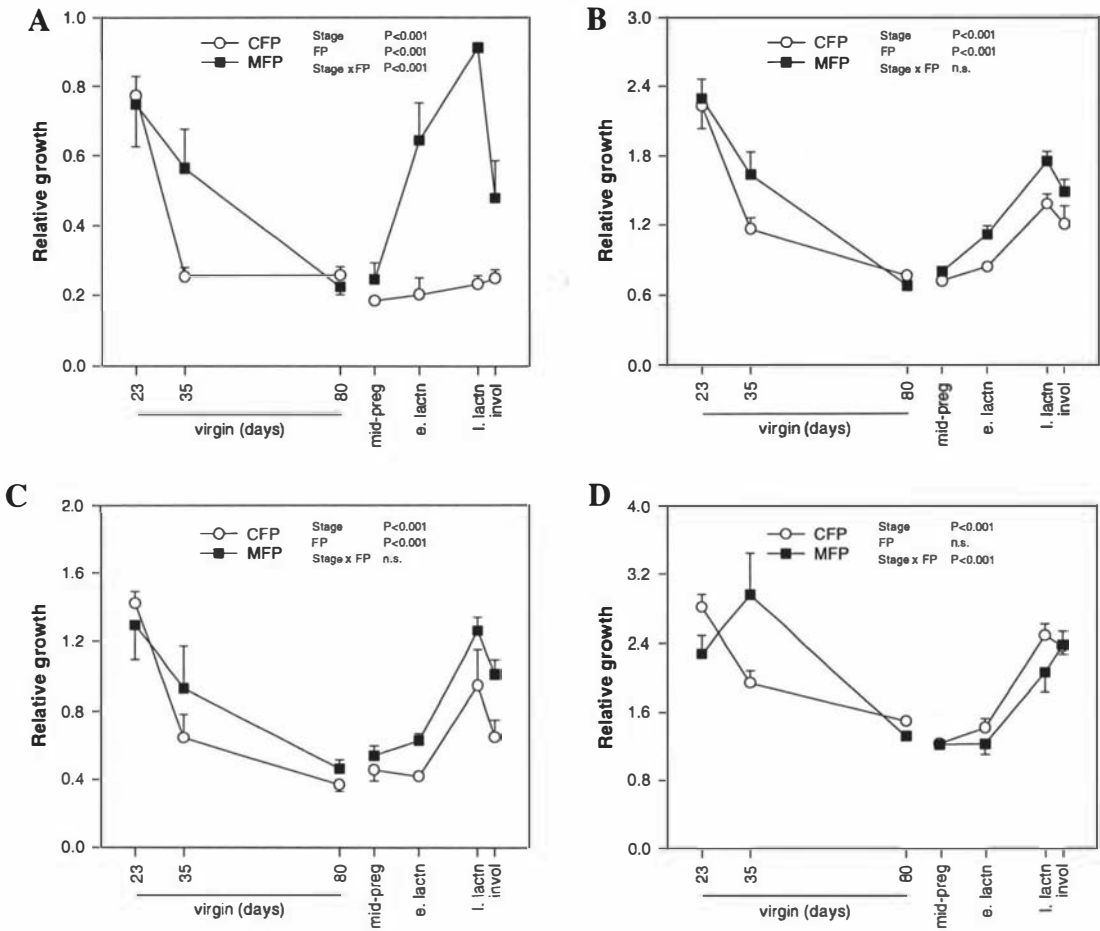 A
CFP
MFP
Stage P<0.001
FP P<0.001
Stage x FP P<0.001
Relative growth
1.0
0.8
0.6
0.4
0.2
0.0
23
35
80
mid-preg
e. lactn
l. lactn
invol
virgin (days)
B
CFP
MFP
Stage P<0.001
FP P<0.001
Stage x FP n.s.
Relative growth
3.0
2.4
1.8
1.2
0.6
0.0
23
35
80
mid-preg
e. lactn
l. lactn
invol
virgin (days)
C
CFP
MFP
Stage P<0.001
FP P<0.001
Stage x FP n.s.
Relative growth
2.0
1.6
1.2
0.8
0.4
0.0
23
35
80
mid-preg
e. lactn
l. lactn
invol
virgin (days)
D
CFP
MFP
Stage P<0.001
FP n.s.
Stage x FP P<0.001
Relative growth
4.0
3.2
2.4
1.6
0.8
0.0
23
35
80
mid-preg
e. lactn
l. lactn
invol
virgin (days)